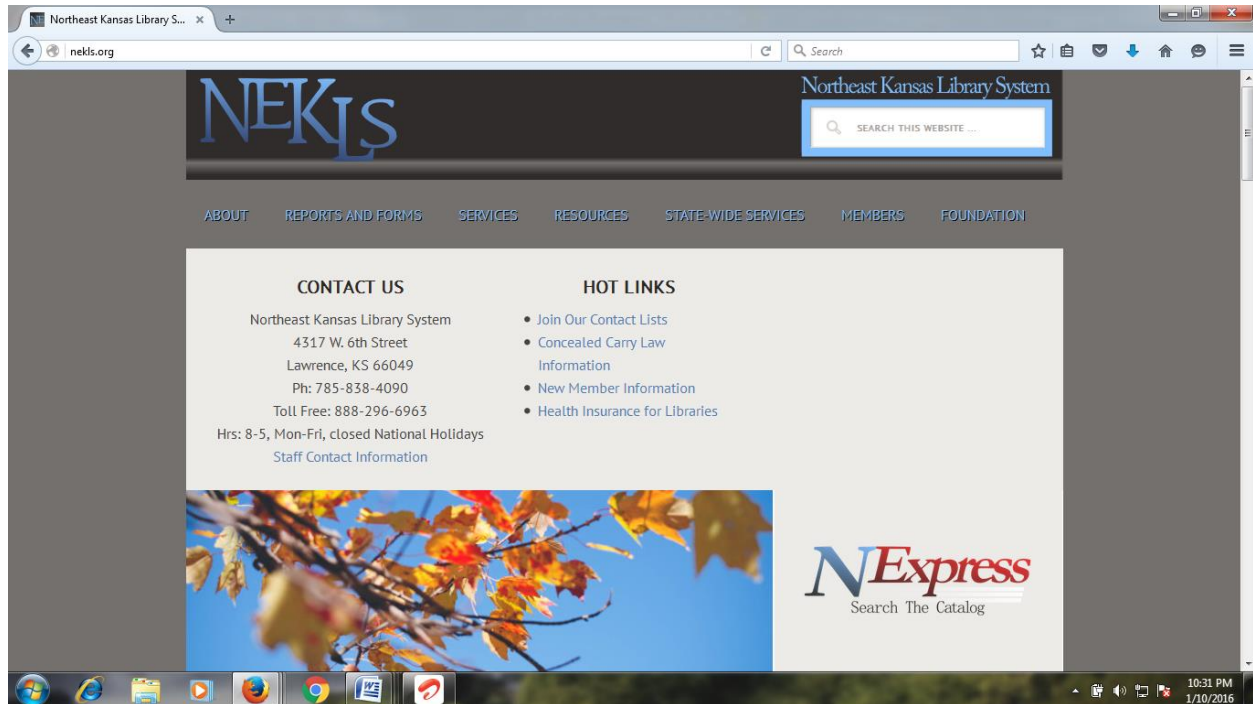 Northeast Kansas Library S...
nekls.org
Search
NEKLS
Northeast Kansas Library System
SEARCH THIS WEBSITE ...
ABOUT REPORTS AND FORMS SERVICES RESOURCES STATE-WIDE SERVICES MEMBERS FOUNDATION
CONTACT US
Northeast Kansas Library System
4317 W. 6th Street
Lawrence, KS 66049
Ph: 785-838-4090
Toll Free: 888-296-6963
Hrs: 8-5, Mon-Fri, closed National Holidays
Staff Contact Information
HOT LINKS
Join Our Contact Lists
Concealed Carry Law
Information
New Member Information
Health Insurance for Libraries
NExpress
Search The Catalog
10:31 PM
1/10/2016